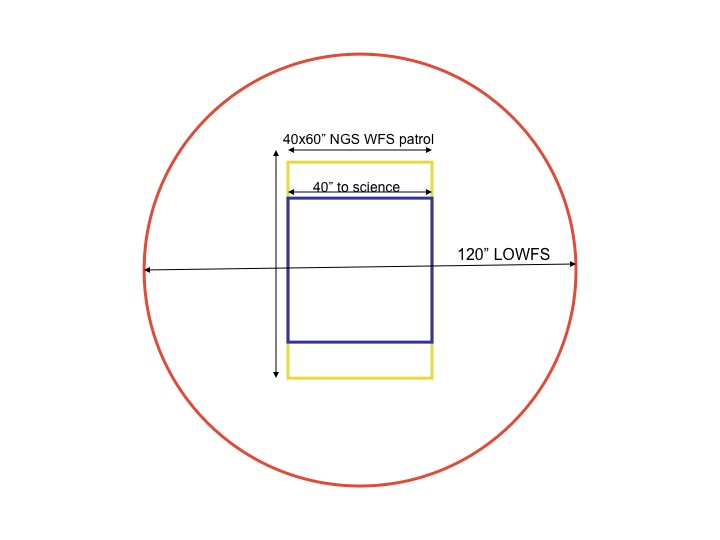 40x60” NGS WFS patrol
40” to science
120” LOWFS